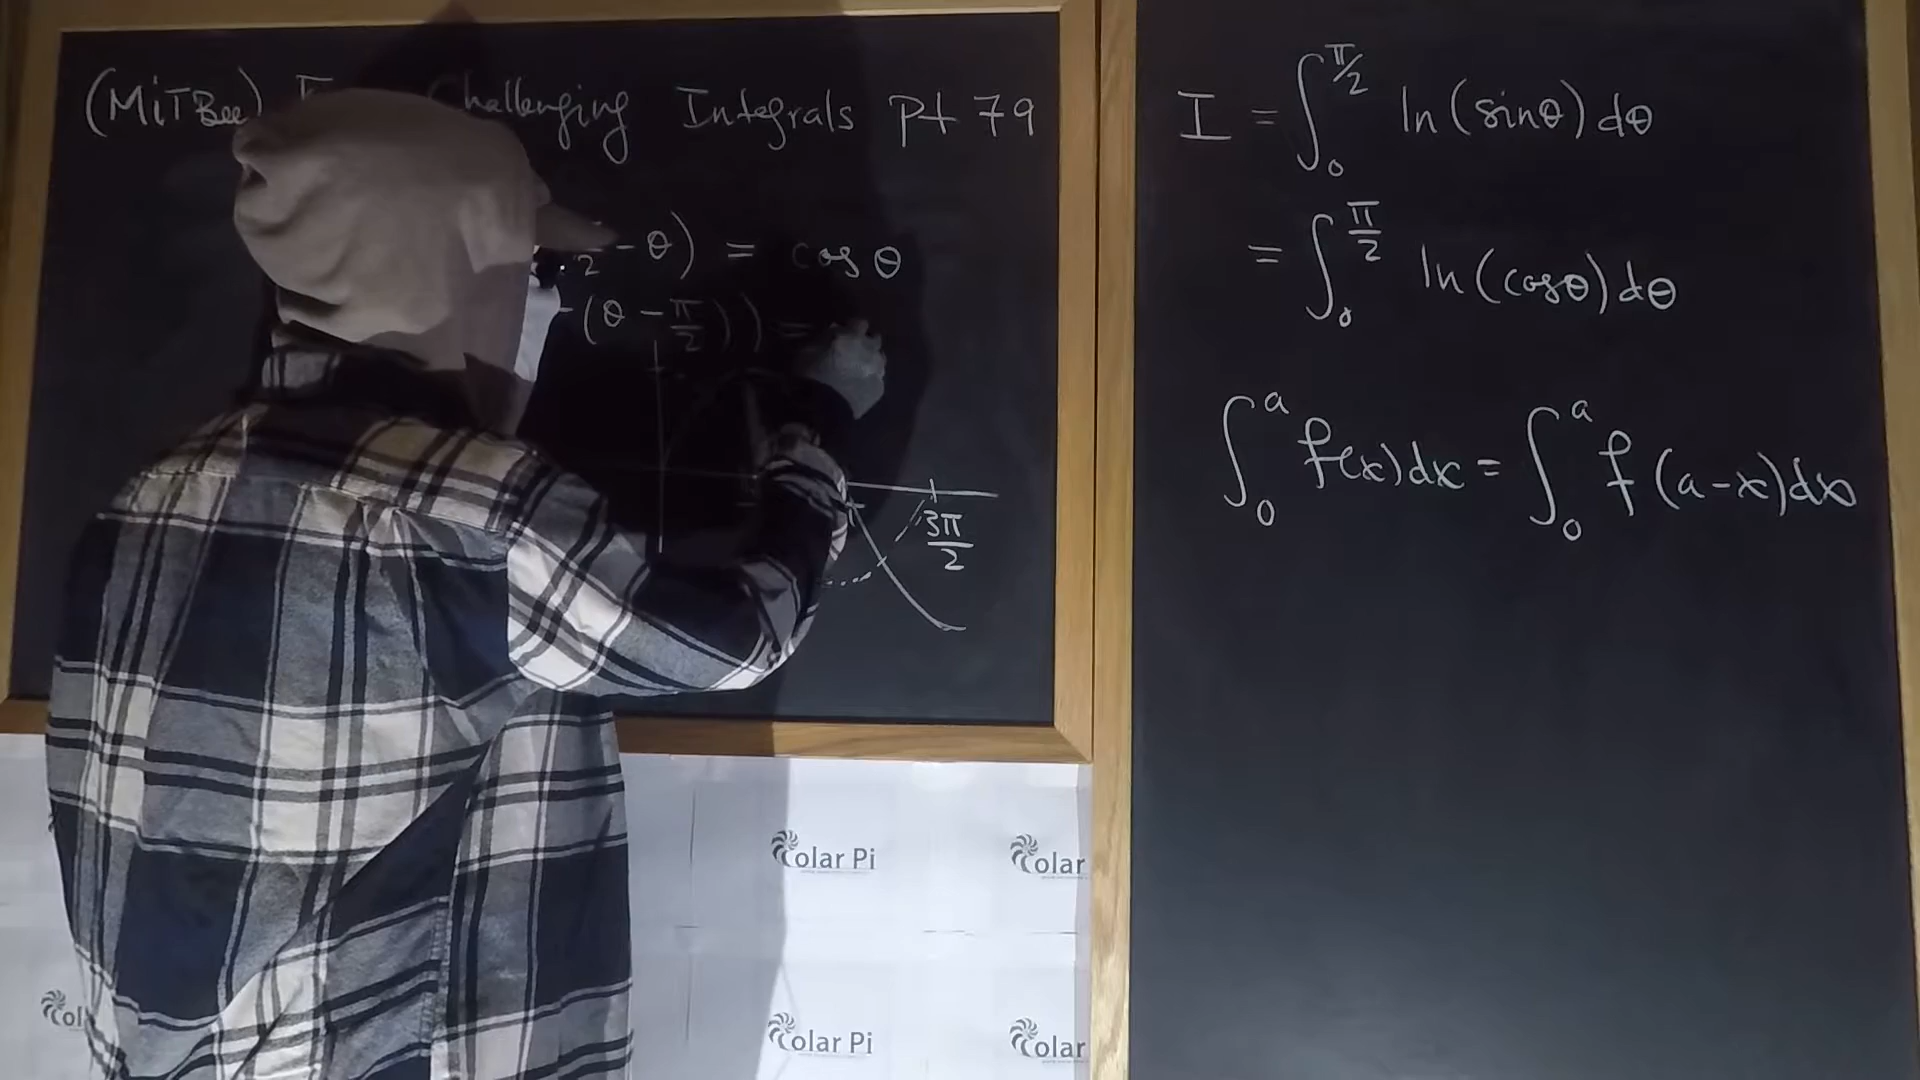 (MiTBee) Challenging Integrals Pt 79
π/2 - θ) = cos θ
-(θ - π/2)) =
3π/2
I = ∫₀^{π/2} ln(sinθ) dθ
= ∫₀^{π/2} ln(cosθ) dθ
∫₀^a f(x)dx = ∫₀^a f(a-x)dx
Colar Pi
Colar
Colar Pi
Colar